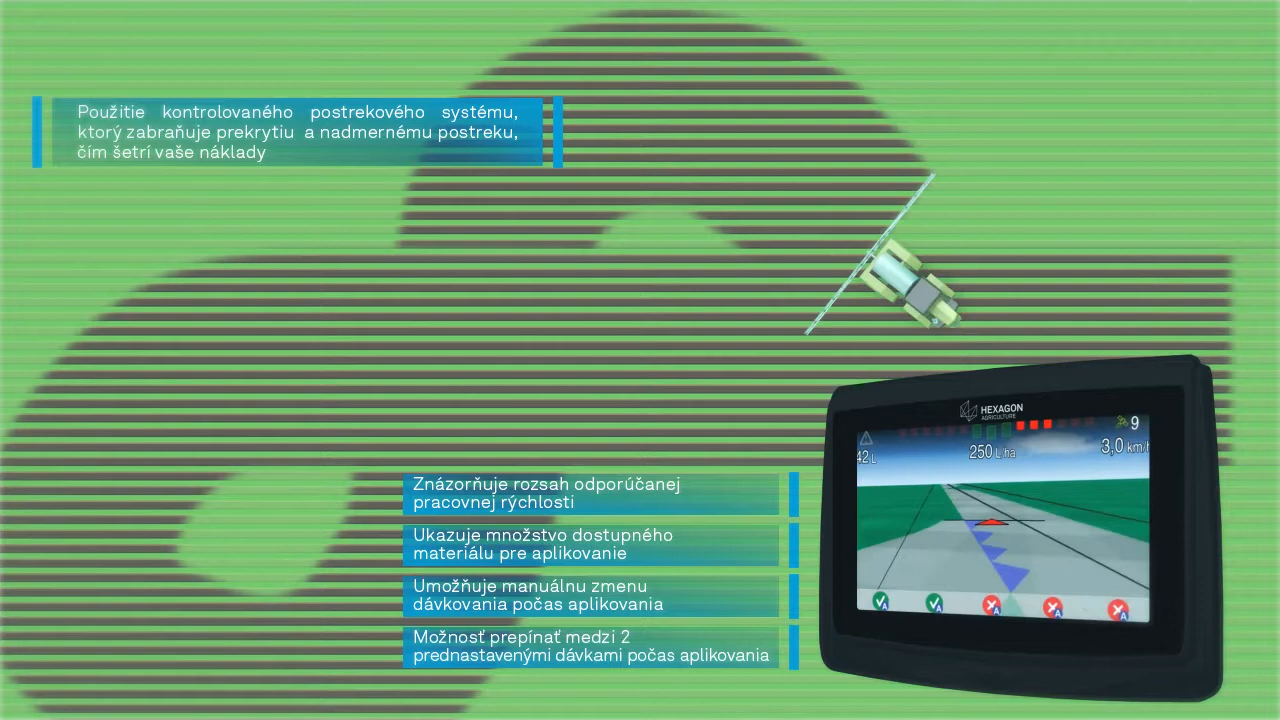 Použitie kontrolovaného postrekového systému,
ktorý zabraňuje prekrytiu a nadmernému postreku,
čím šetrí vaše náklady
HEXAGON
AGRICULTURE
9
42 L
250 L/ha
3,0 km/h
Znázorňuje rozsah odporúčanej
pracovnej rýchlosti
Ukazuje množstvo dostupného
materiálu pre aplikovanie
Umožňuje manuálnu zmenu
dávkovania počas aplikovania
Možnosť prepínať medzi 2
prednastavenými dávkami počas aplikovania
A
A
A
A
A